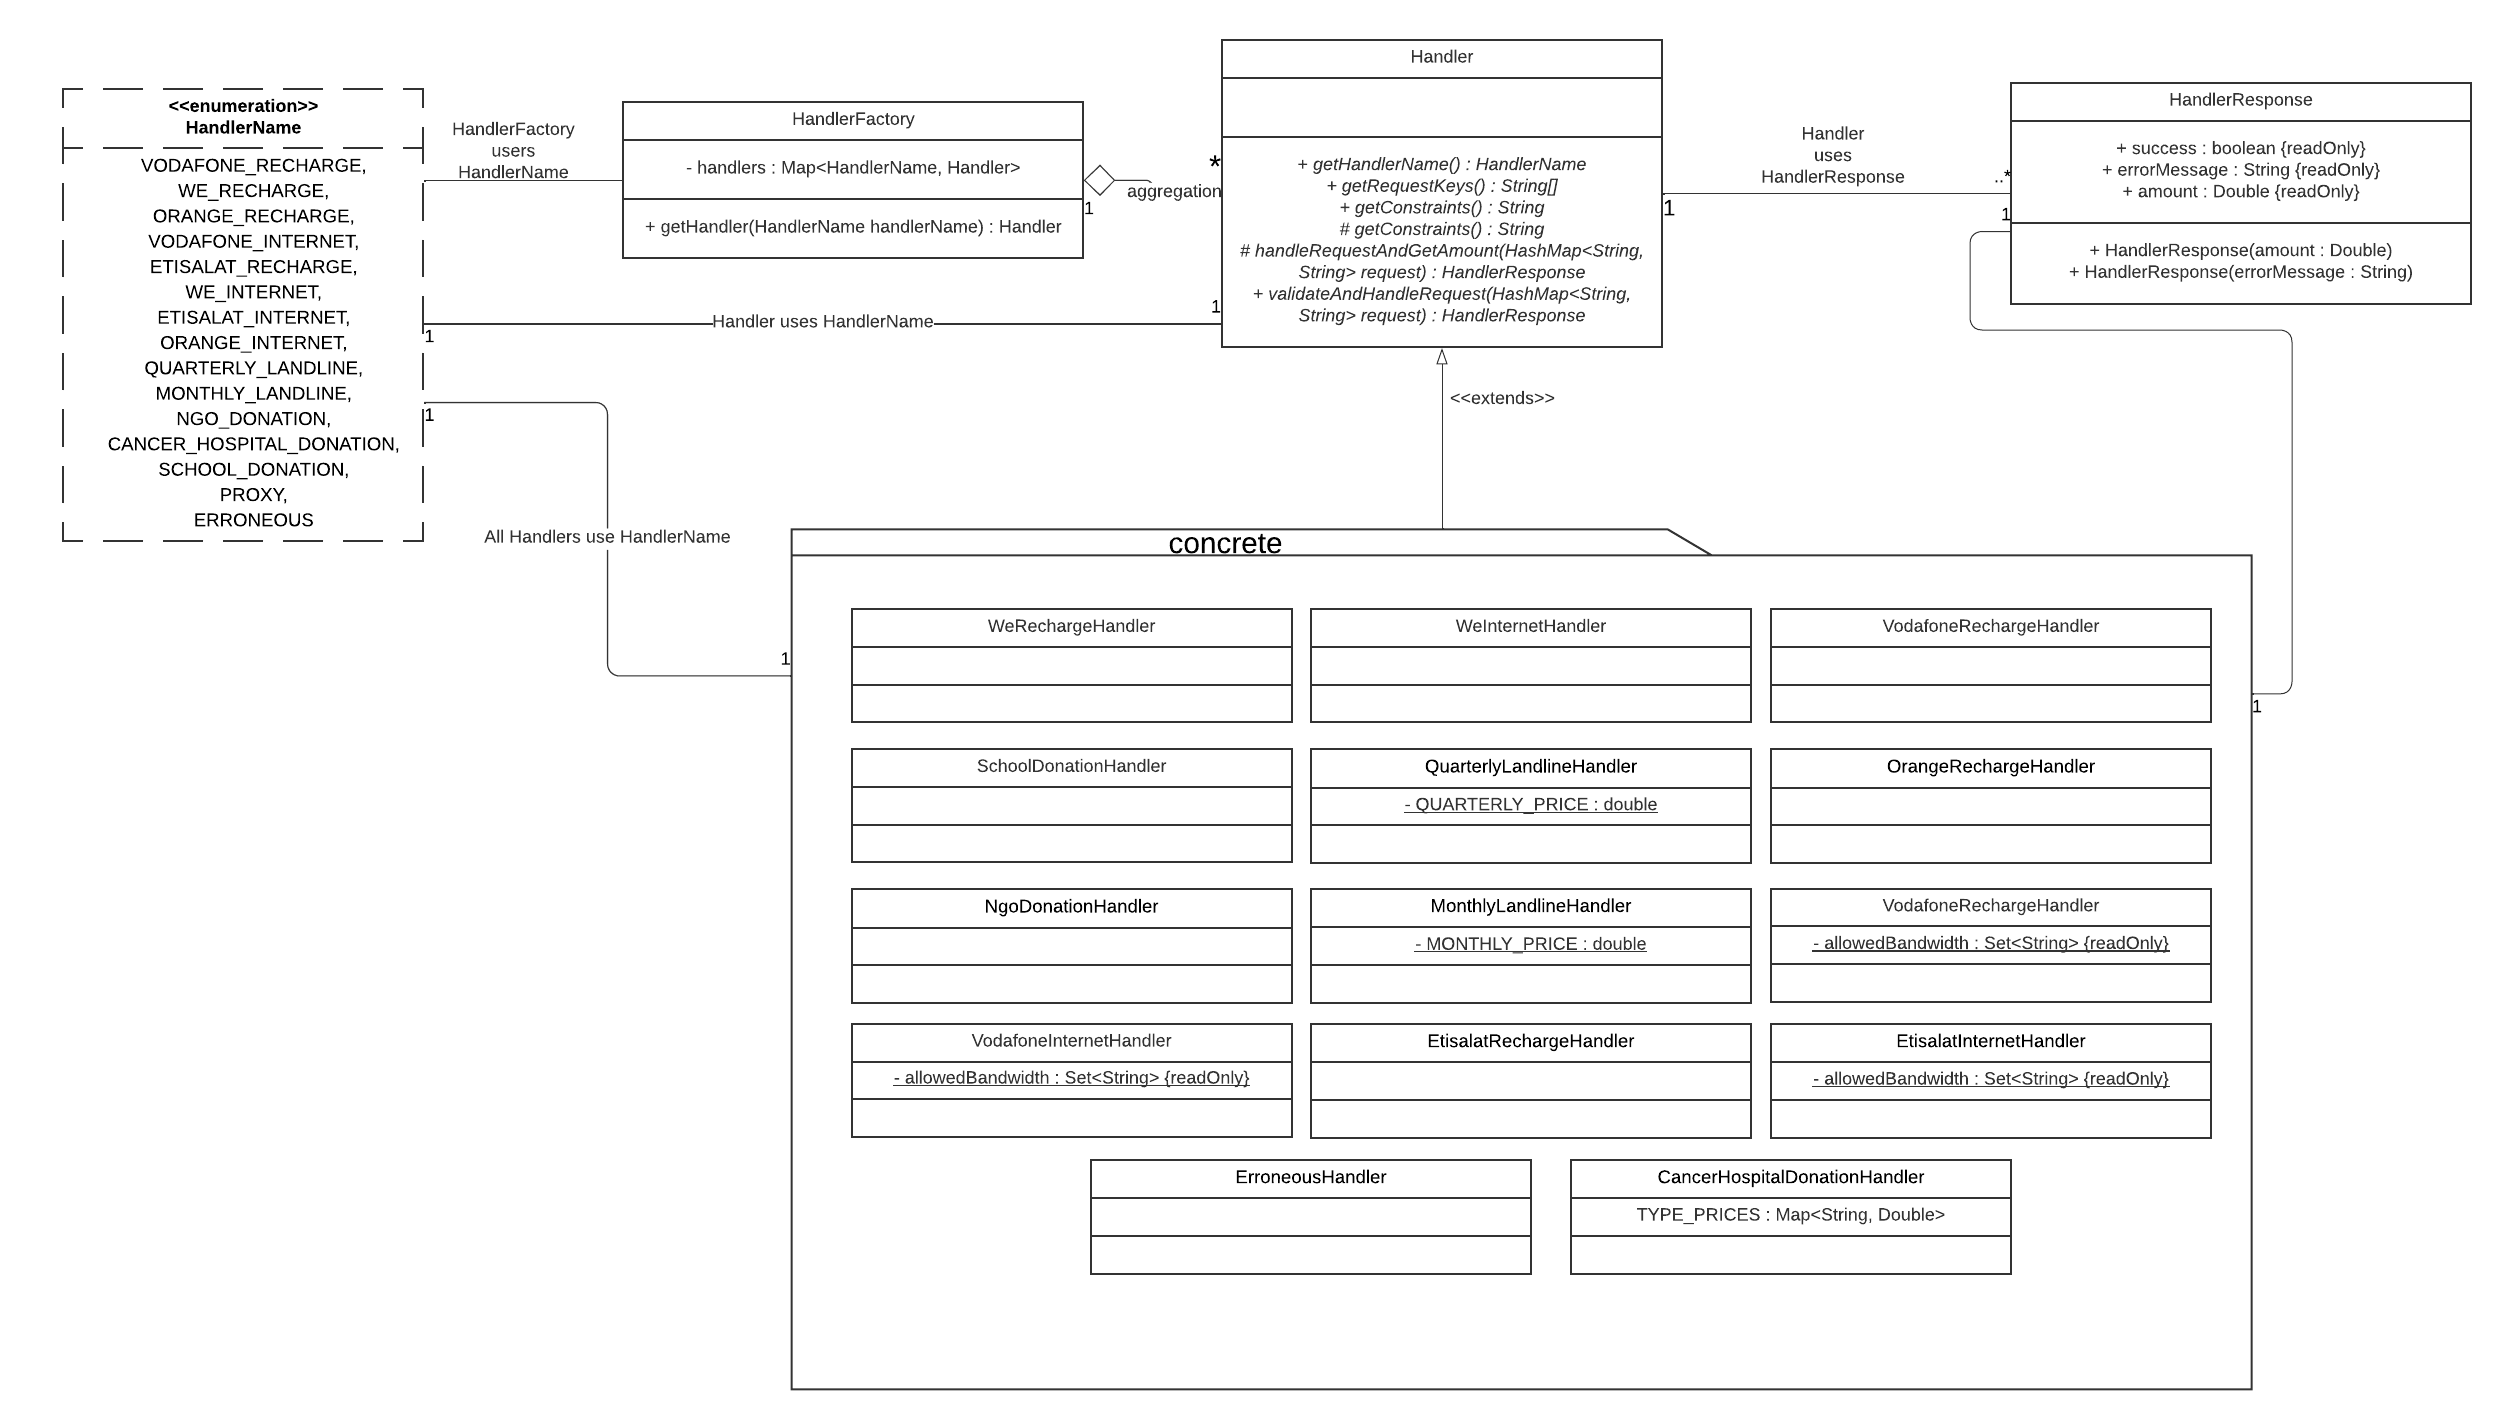 <<enumeration>>
HandlerName
VODAFONE_RECHARGE,
WE_RECHARGE,
ORANGE_RECHARGE,
VODAFONE_INTERNET,
ETISALAT_RECHARGE,
WE_INTERNET,
ETISALAT_INTERNET,
ORANGE_INTERNET,
QUARTERLY_LANDLINE,
MONTHLY_LANDLINE,
NGO_DONATION,
CANCER_HOSPITAL_DONATION,
SCHOOL_DONATION,
PROXY,
ERRONEOUS
HandlerFactory
users
HandlerName
HandlerFactory
- handlers : Map<HandlerName, Handler>
+ getHandler(HandlerName handlerName) : Handler
1
aggregation
*
Handler
+ getHandlerName() : HandlerName
+ getRequestKeys() : String[]
+ getConstraints() : String
# getConstraints() : String
# handleRequestAndGetAmount(HashMap<String,
String> request) : HandlerResponse
+ validateAndHandleRequest(HashMap<String,
String> request) : HandlerResponse
1
Handler
uses
HandlerResponse
..*
HandlerResponse
+ success : boolean {readOnly}
+ errorMessage : String {readOnly}
+ amount : Double {readOnly}
+ HandlerResponse(amount : Double)
+ HandlerResponse(errorMessage : String)
1
1
Handler uses HandlerName
1
<<extends>>
1
All Handlers use HandlerName
1
1
concrete
WeRechargeHandler
WeInternetHandler
VodafoneRechargeHandler
SchoolDonationHandler
QuarterlyLandlineHandler
- QUARTERLY_PRICE : double
OrangeRechargeHandler
NgoDonationHandler
MonthlyLandlineHandler
- MONTHLY_PRICE : double
VodafoneRechargeHandler
- allowedBandwidth : Set<String> {readOnly}
VodafoneInternetHandler
- allowedBandwidth : Set<String> {readOnly}
EtisalatRechargeHandler
EtisalatInternetHandler
- allowedBandwidth : Set<String> {readOnly}
ErroneousHandler
CancerHospitalDonationHandler
TYPE_PRICES : Map<String, Double>